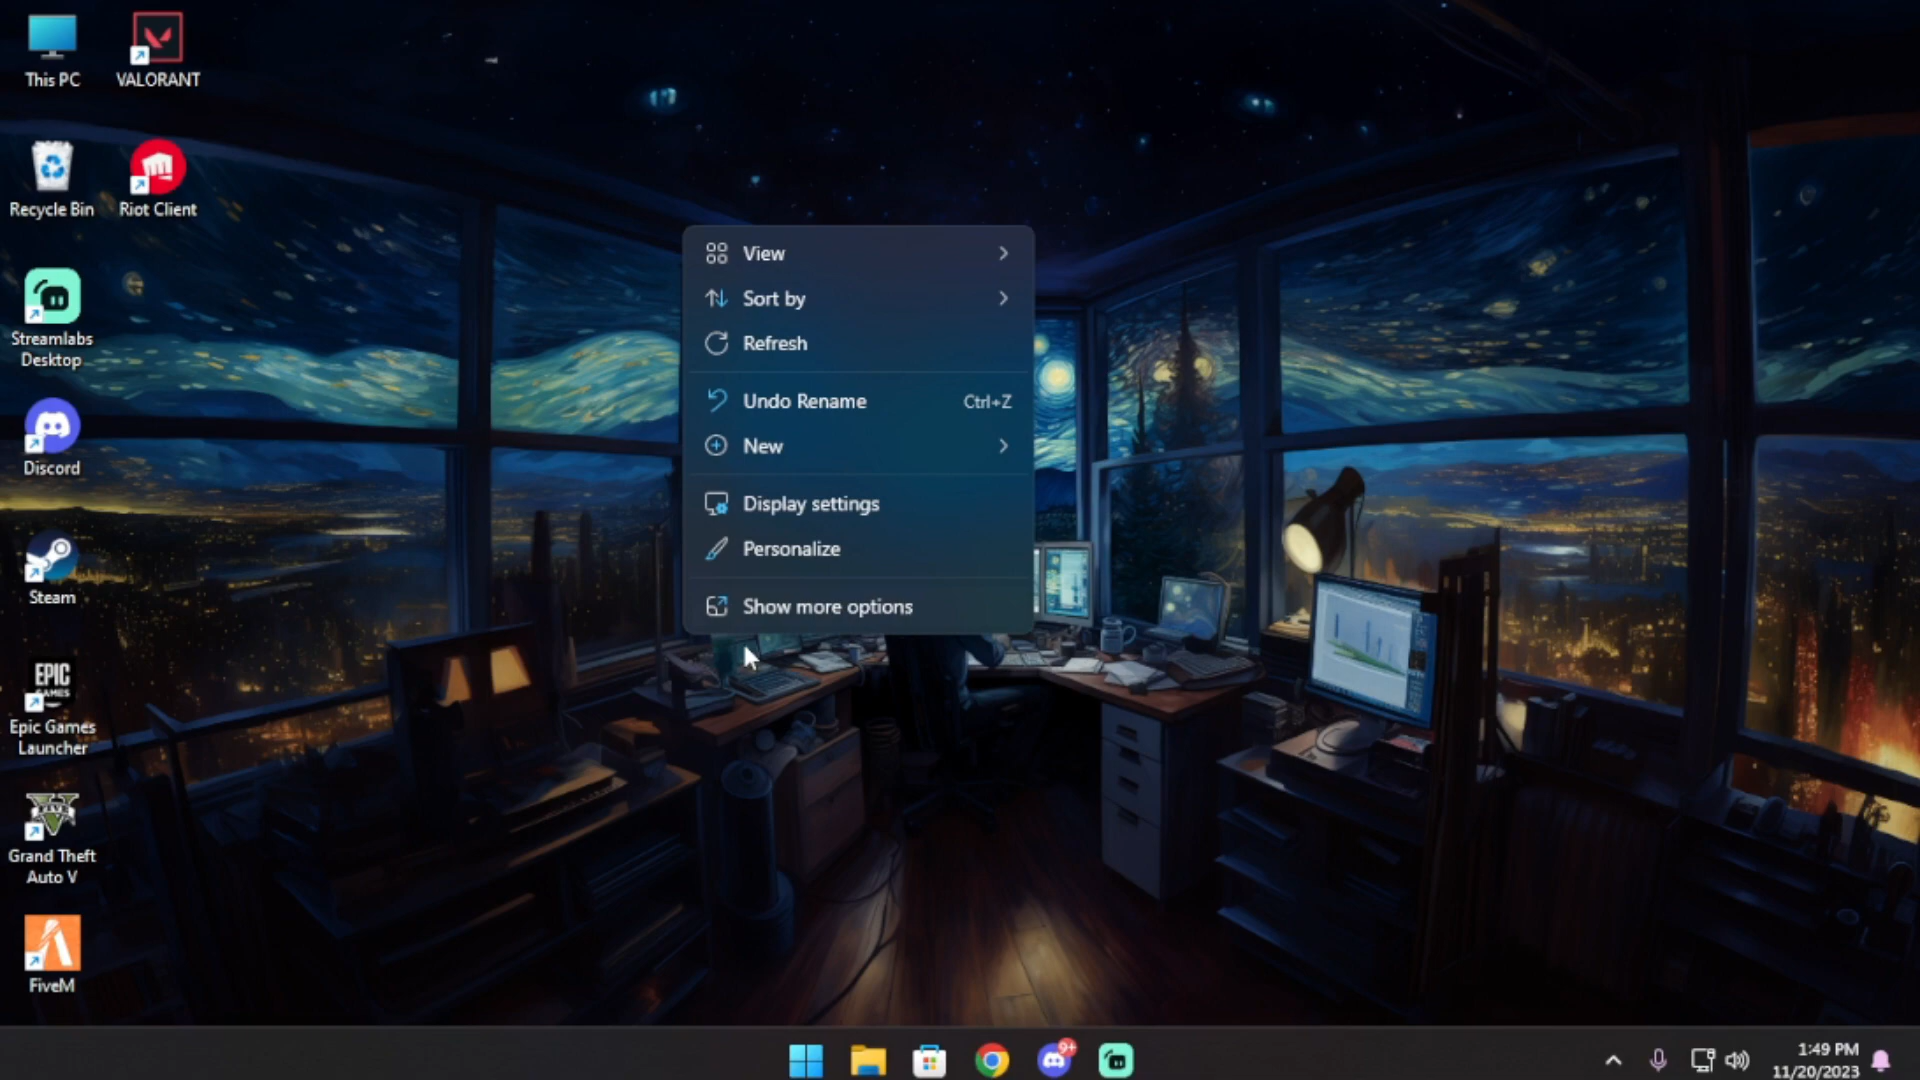 This PC
VALORANT
Recycle Bin
Riot Client
Streamlabs
Desktop
Discord
Steam
EPIC
GAMES
Epic Games
Launcher
FIVE
Grand Theft
Auto V
FiveM
View
Sort by
Refresh
Undo Rename Ctrl+Z
New
Display settings
Personalize
Show more options
9+
1:49 PM
11/20/2023